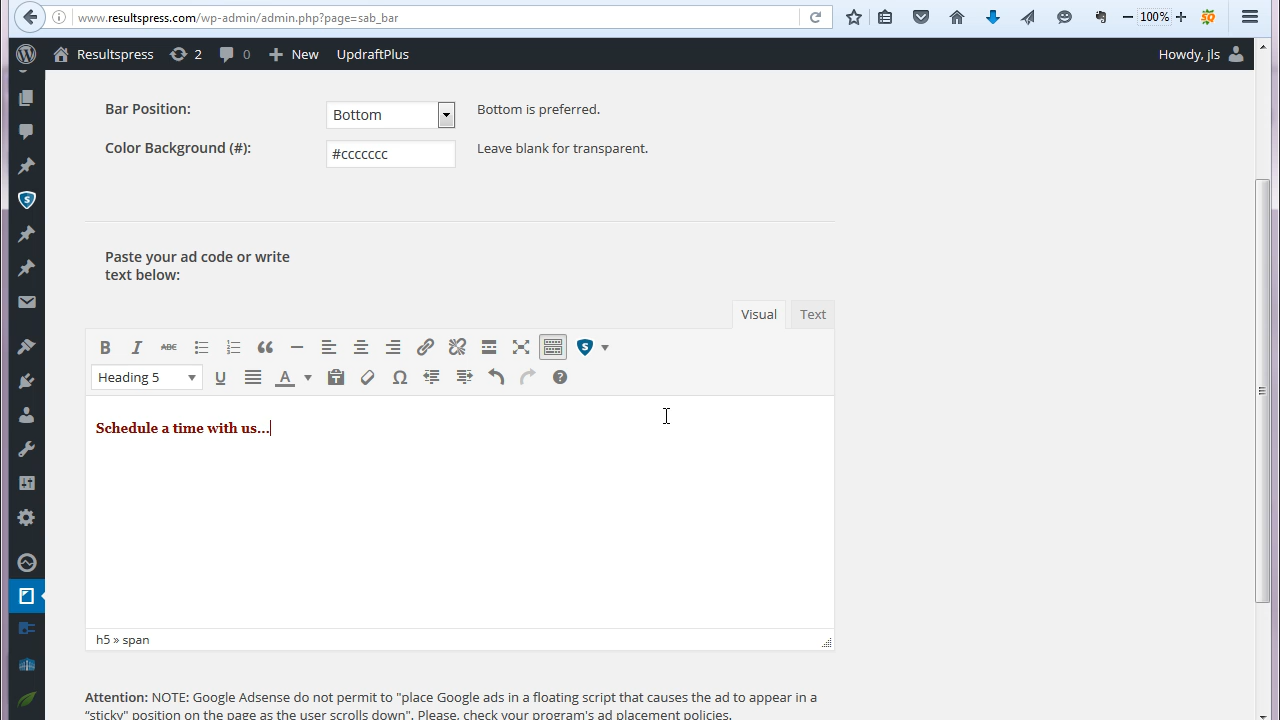 www.resultspress.com/wp-admin/admin.php?page=sab_bar
100%
Resultspress 2 0 New UpdraftPlus Howdy, jls
Bar Position: Bottom Bottom is preferred.
Color Background (#): #ccccccc Leave blank for transparent.
Paste your ad code or write
text below:
Visual Text
B I ABC
Heading 5 U A Ω
Schedule a time with us...
h5 » span
Attention: NOTE: Google Adsense do not permit to "place Google ads in a floating script that causes the ad to appear in a
"sticky" position on the page as the user scrolls down". Please, check your program's ad placement policies.